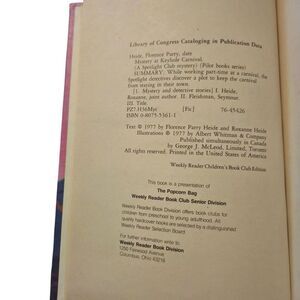 Library of Congress Cataloging in Publication Data
Heide, Florence Parry, date
Mystery at Keyhole Carnival.
(A Spotlight Club mystery) (Pilot books series)
SUMMARY: While working part-time at a carnival, the
Spotlight detectives discover a plot to keep the carnival
from staying in their town.
[1. Mystery and detective stories] I. Heide,
Roxanne, joint author. II. Fleishman, Seymour.
III. Title.
PZ7.H36Myi [Fic] 76-45426
ISBN 0-8075-5361-1
Text © 1977 by Florence Parry Heide and Roxanne Heide
Illustrations © 1977 by Albert Whitman & Company
Published simultaneously in Canada
by George J. McLeod, Limited, Toronto
All rights reserved. Printed in the United States of America
Weekly Reader Children's Book Club Edition
This book is a presentation of
The Popcorn Bag
Weekly Reader Book Club Senior Division
Weekly Reader Book Division offers book clubs for
children from preschool to young adulthood. All
quality hardcover books are selected by a distinguished
Weekly Reader Selection Board.
For further information write to:
Weekly Reader Book Division
1250 Fairwood Avenue
Columbus, Ohio 43216